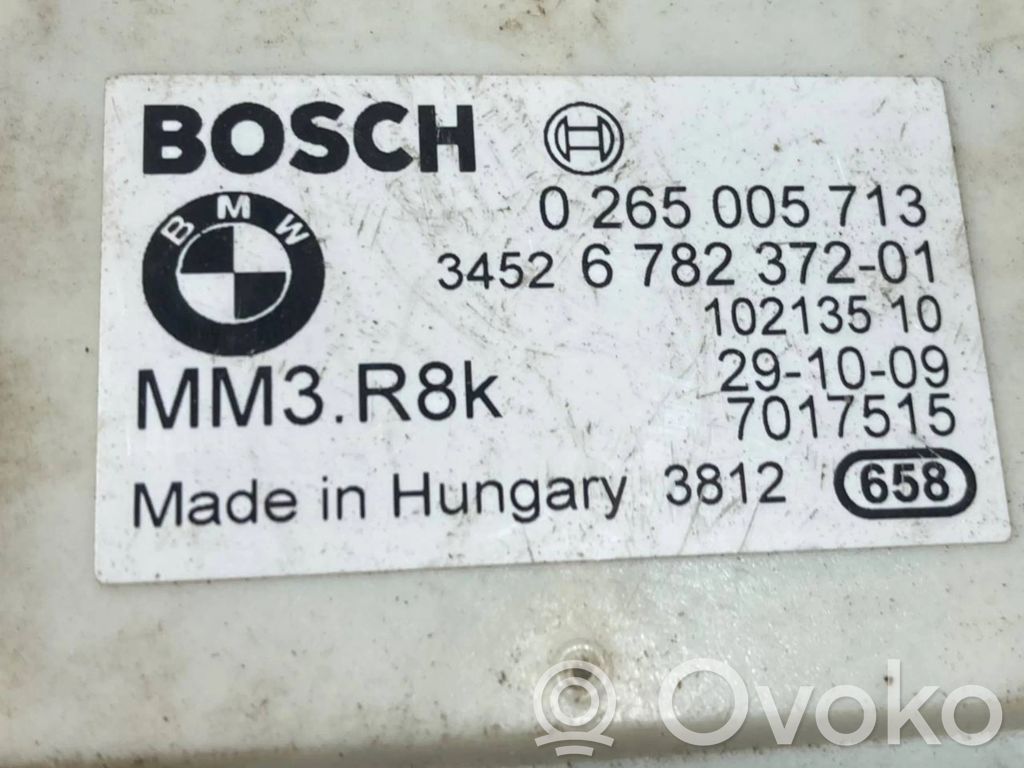 BOSCH
BMW
0 265 005 713
3452 6 782 372-01
102135 10
MM3.R8k
29-10-09
7017515
Made in Hungary 3812 658
Ovoko